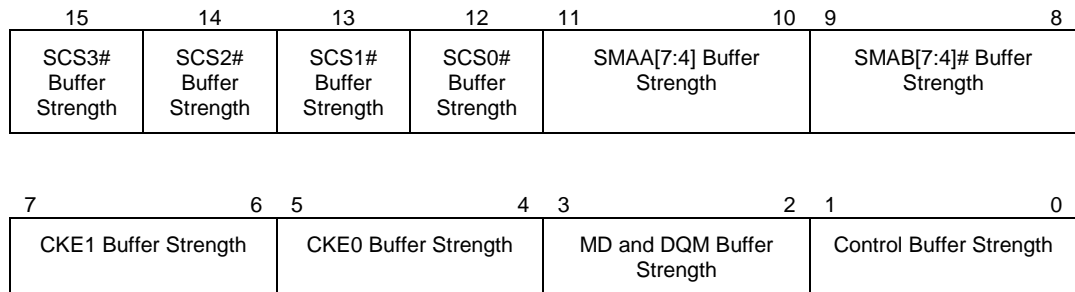 15 14 13 12 11 10 9 8
SCS3# SCS2# SCS1# SCS0# SMAA[7:4] Buffer SMAB[7:4]# Buffer
Buffer Buffer Buffer Buffer Strength Strength
Strength Strength Strength Strength
7 6 5 4 3 2 1 0
CKE1 Buffer Strength CKE0 Buffer Strength MD and DQM Buffer Control Buffer Strength
Strength